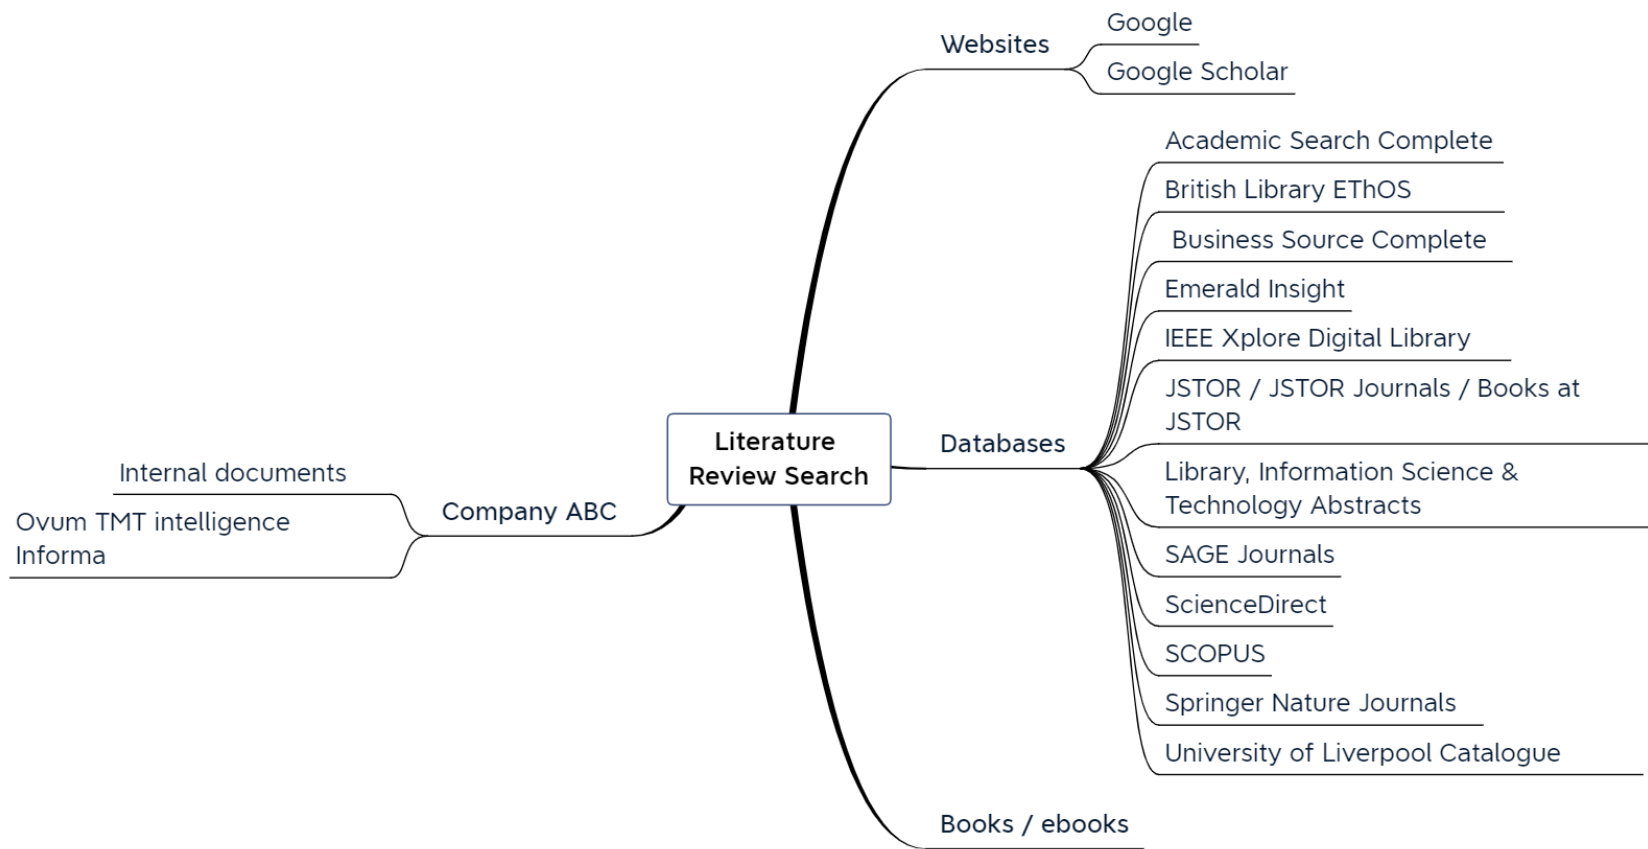 Google
Websites
Google Scholar
Academic Search Complete
British Library EThOS
Business Source Complete
Emerald Insight
IEEE Xplore Digital Library
JSTOR / JSTOR Journals / Books at
JSTOR
Literature
Review Search
Databases
Library, Information Science &
Technology Abstracts
Internal documents
Company ABC
Ovum TMT intelligence
Informa
SAGE Journals
ScienceDirect
SCOPUS
Springer Nature Journals
University of Liverpool Catalogue
Books / ebooks